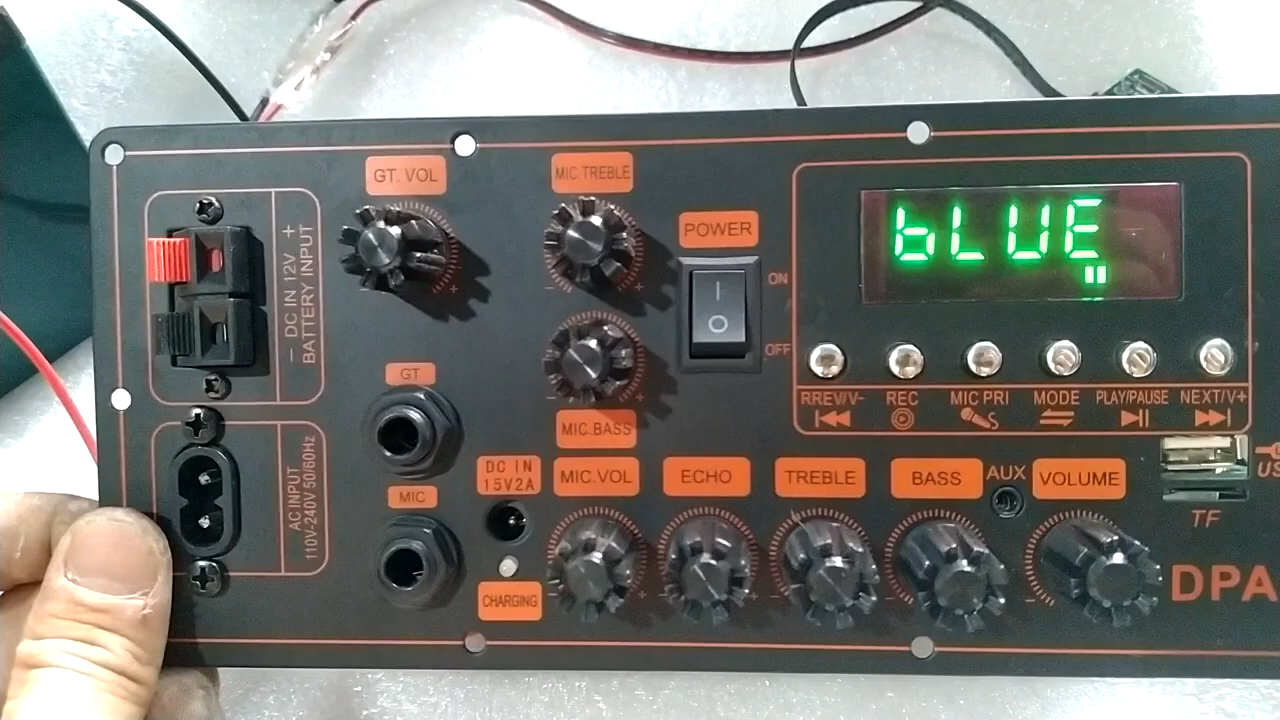 GT. VOL
MIC.TREBLE
POWER
ON
OFF
I
O
bLUE
DC IN 12V
BATTERY INPUT
+
−
RREW/V-
REC
MIC PRI
MODE
PLAY/PAUSE
NEXT/V+
GT
MIC.BASS
AC INPUT
110V-240V 50/60Hz
MIC
DC IN
15V2A
MIC.VOL
ECHO
TREBLE
BASS
AUX
VOLUME
US
TF
CHARGING
DPA